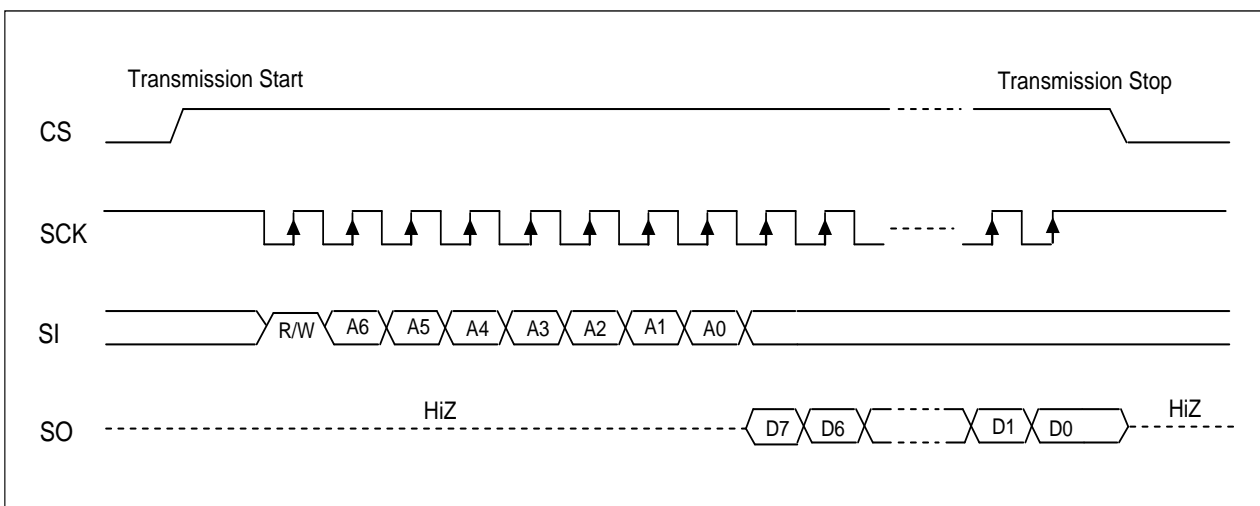 Transmission Start
Transmission Stop
CS
SCK
SI R/W A6 A5 A4 A3 A2 A1 A0
HiZ HiZ
SO D7 D6 D1 D0